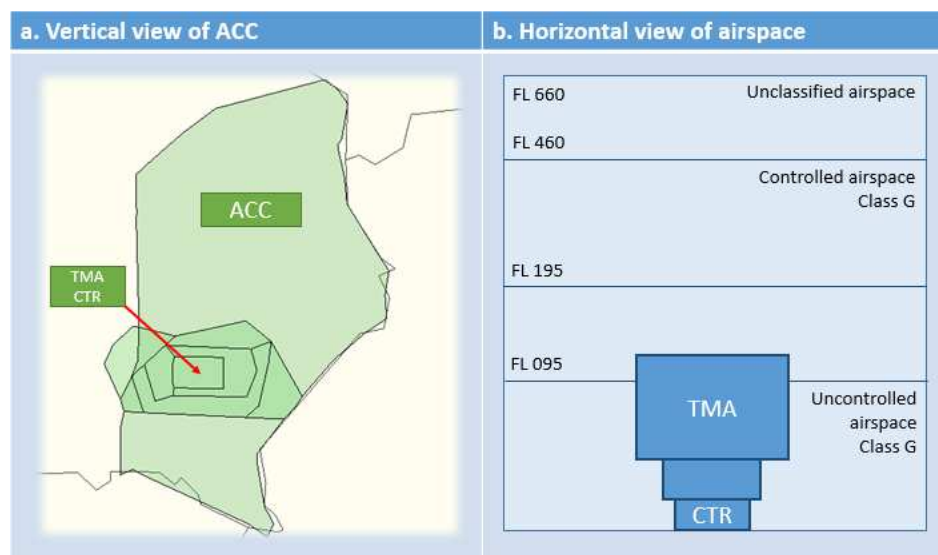 a. Vertical view of ACC
b. Horizontal view of airspace
ACC
TMA
CTR
FL 660
Unclassified airspace
FL 460
Controlled airspace
Class G
FL 195
FL 095
TMA
Uncontrolled
airspace
Class G
CTR